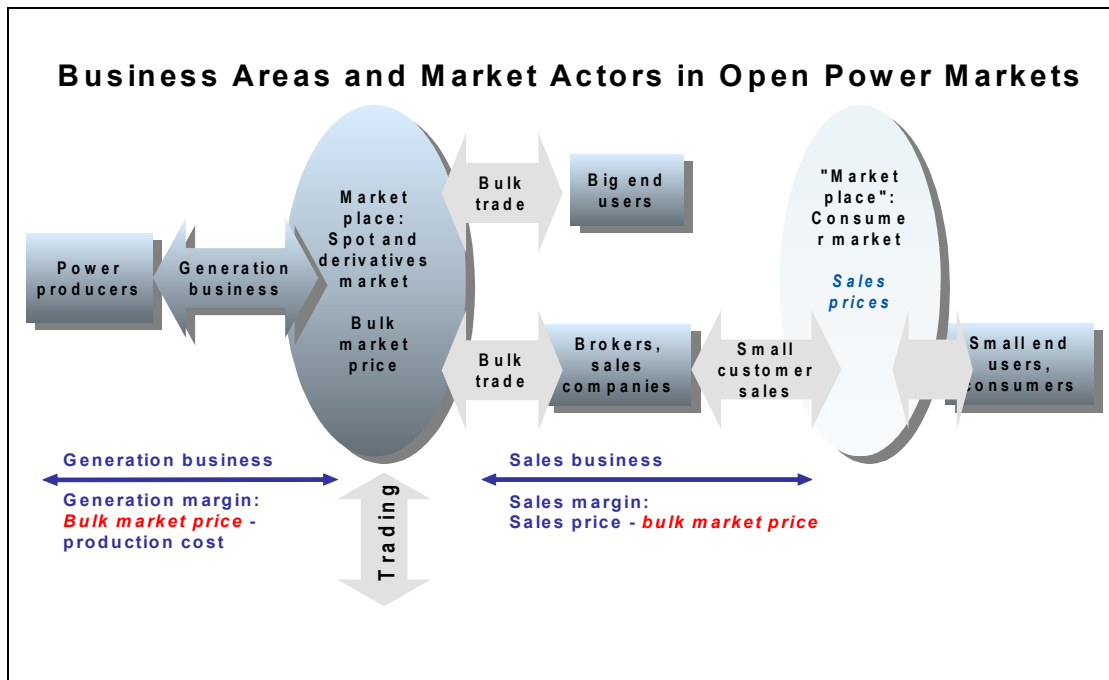 Business Areas and Market Actors in Open Power Markets
Power
producers
Generation
business
Market
place:
Spot and
derivatives
market
Bulk
market
price
Bulk
trade
Big end
users
Bulk
trade
Brokers,
sales
companies
Small
customer
sales
"Market
place":
Consume
r market
Sales
prices
Small end
users,
consumers
Generation business
Generation margin:
Bulk market price -
production cost
Trading
Sales business
Sales margin:
Sales price - bulk market price